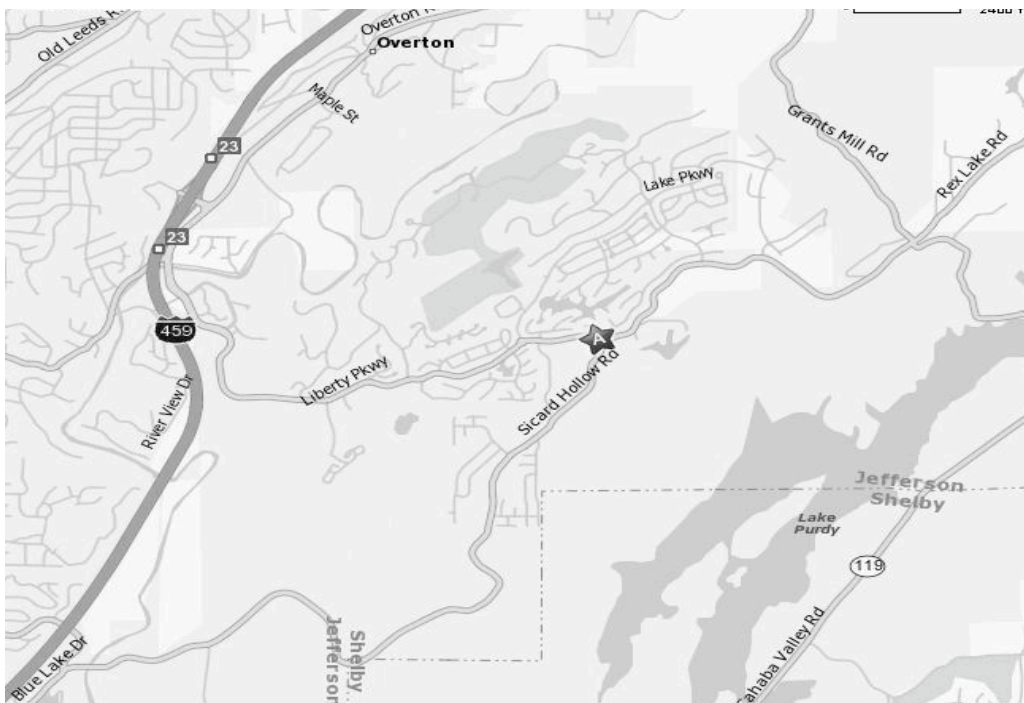 Old Leeds Rd
Overton
Overton
Maple St
23
Grants Mill Rd
Rex Lake Rd
Lake Pkwy
23
459
A
Liberty Pkwy
River View Dr
Sicard Hollow Rd
Jefferson
Shelby
Lake
Purdy
119
Shelby
Jefferson
Blue Lake Dr
Cahaba Valley Rd